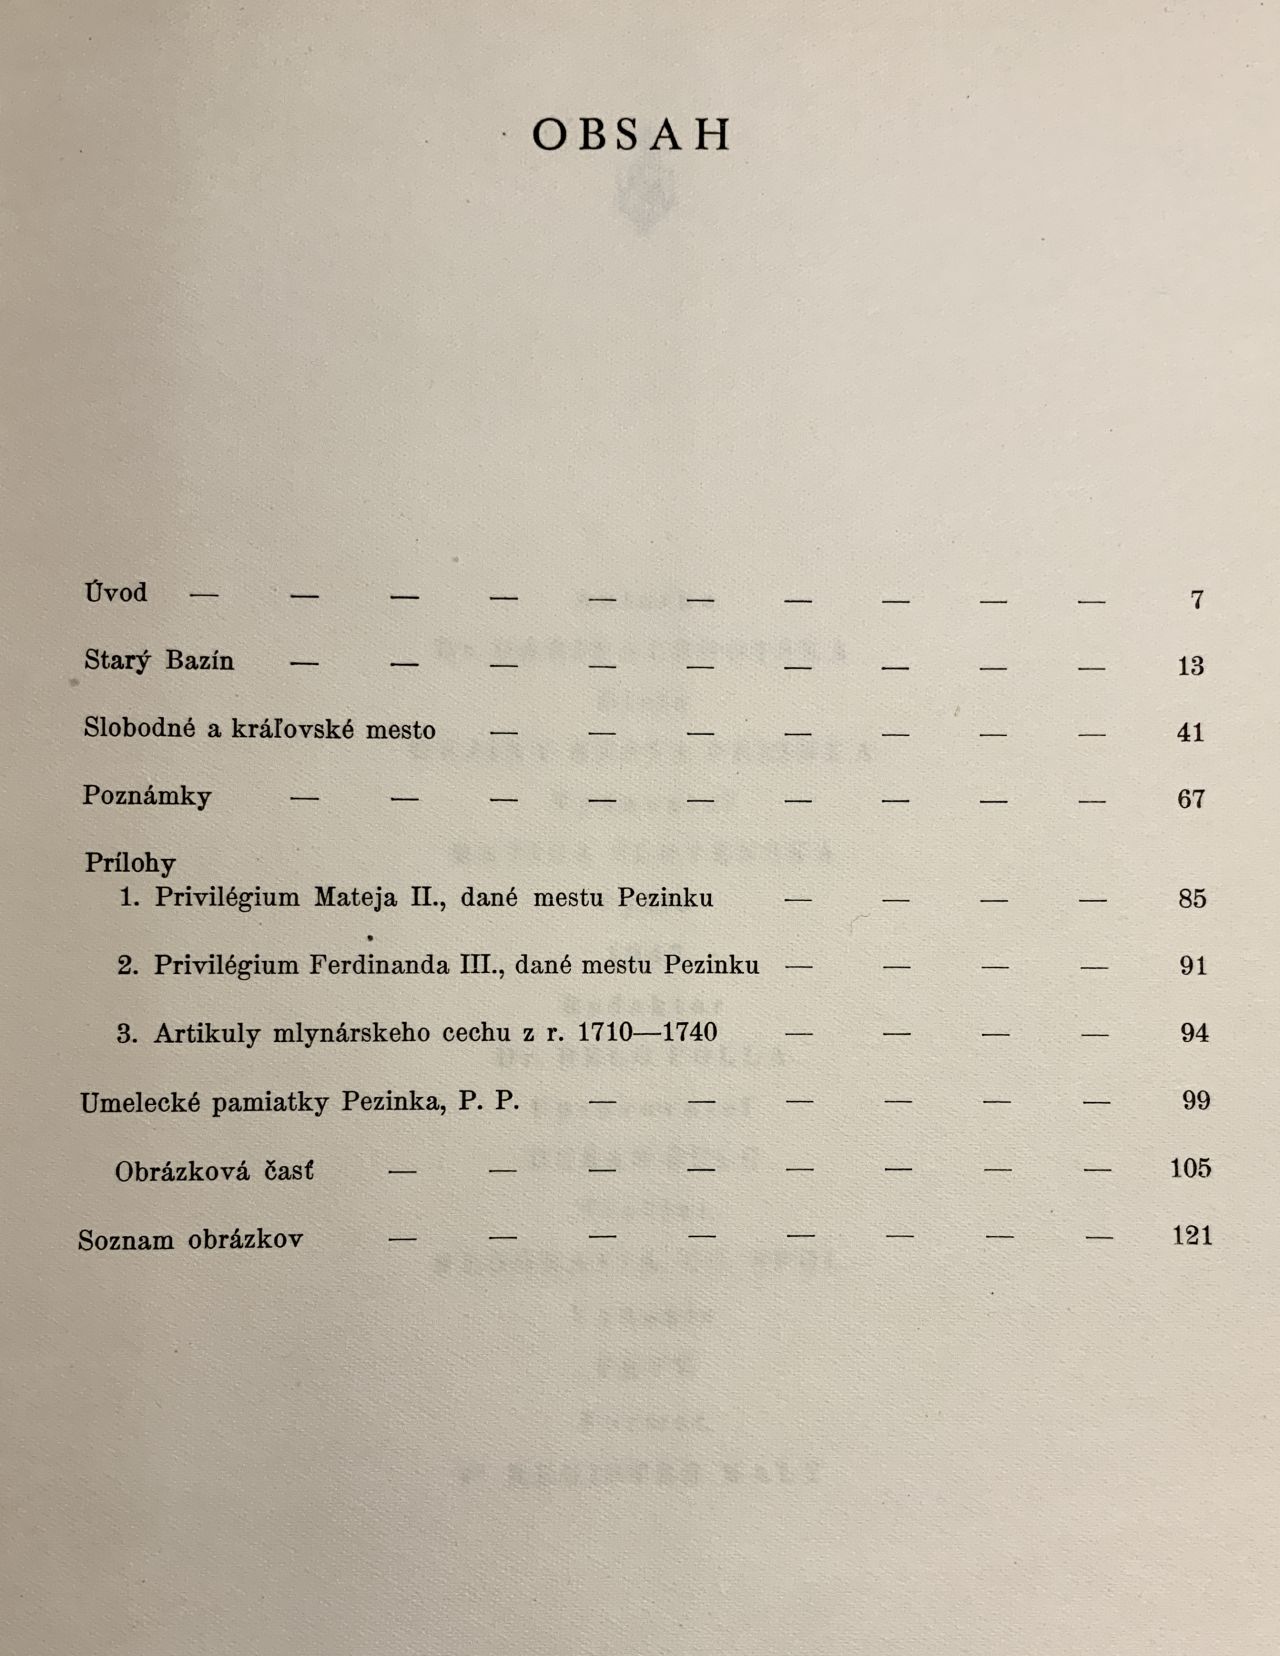 OBSAH
Úvod — — — — — — — — — — 7
Starý Bazín — — — — — — — — — 13
Slobodné a kráľovské mesto — — — — — — — 41
Poznámky — — — — — — — — — 67
Prílohy
1. Privilégium Mateja II., dané mestu Pezinku — — — — 85
2. Privilégium Ferdinanda III., dané mestu Pezinku — — — — 91
3. Artikuly mlynárskeho cechu z r. 1710—1740 — — — — 94
Umelecké pamiatky Pezinka, P. P. — — — — — — 99
Obrázková časť — — — — — — — — 105
Soznam obrázkov — — — — — — — — 121